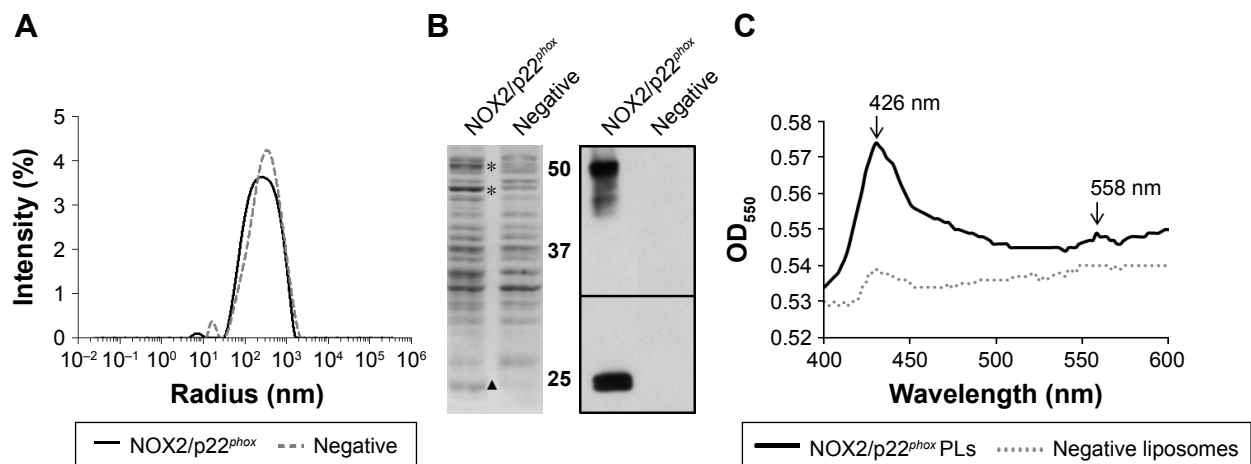 A
Intensity (%)
5
4
3
2
1
0
10⁻² 10⁻¹ 10⁰ 10¹ 10² 10³ 10⁴ 10⁵ 10⁶
Radius (nm)
NOX2/p22phox Negative
B
NOX2/p22phox Negative NOX2/p22phox Negative
* 50
*
37
25
C
OD550
0.58
0.57
0.56
0.55
0.54
0.53
0.52
426 nm
558 nm
400 450 500 550 600
Wavelength (nm)
NOX2/p22phox PLs Negative liposomes